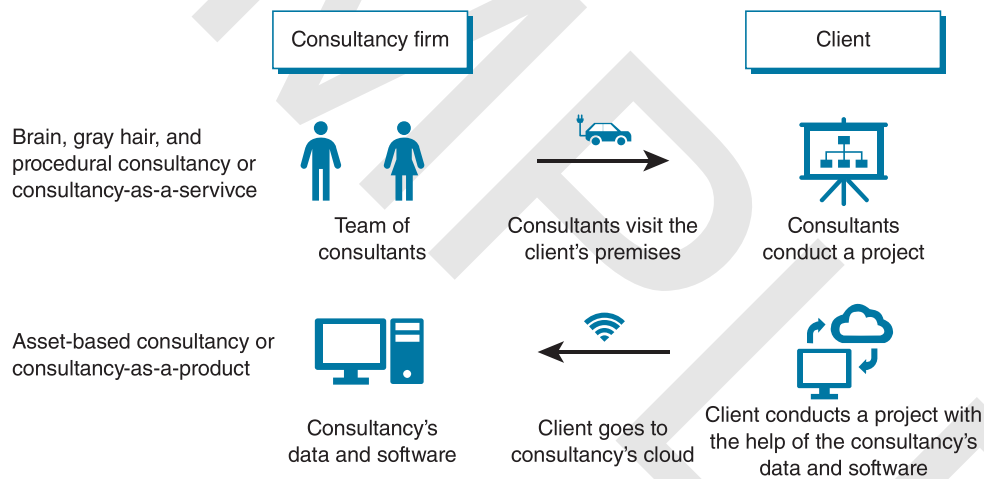 Consultancy firm
Client
Brain, gray hair, and
procedural consultancy or
consultancy-as-a-servivce
Team of
consultants
Consultants visit the
client's premises
Consultants
conduct a project
Asset-based consultancy or
consultancy-as-a-product
Consultancy's
data and software
Client goes to
consultancy's cloud
Client conducts a project with
the help of the consultancy's
data and software